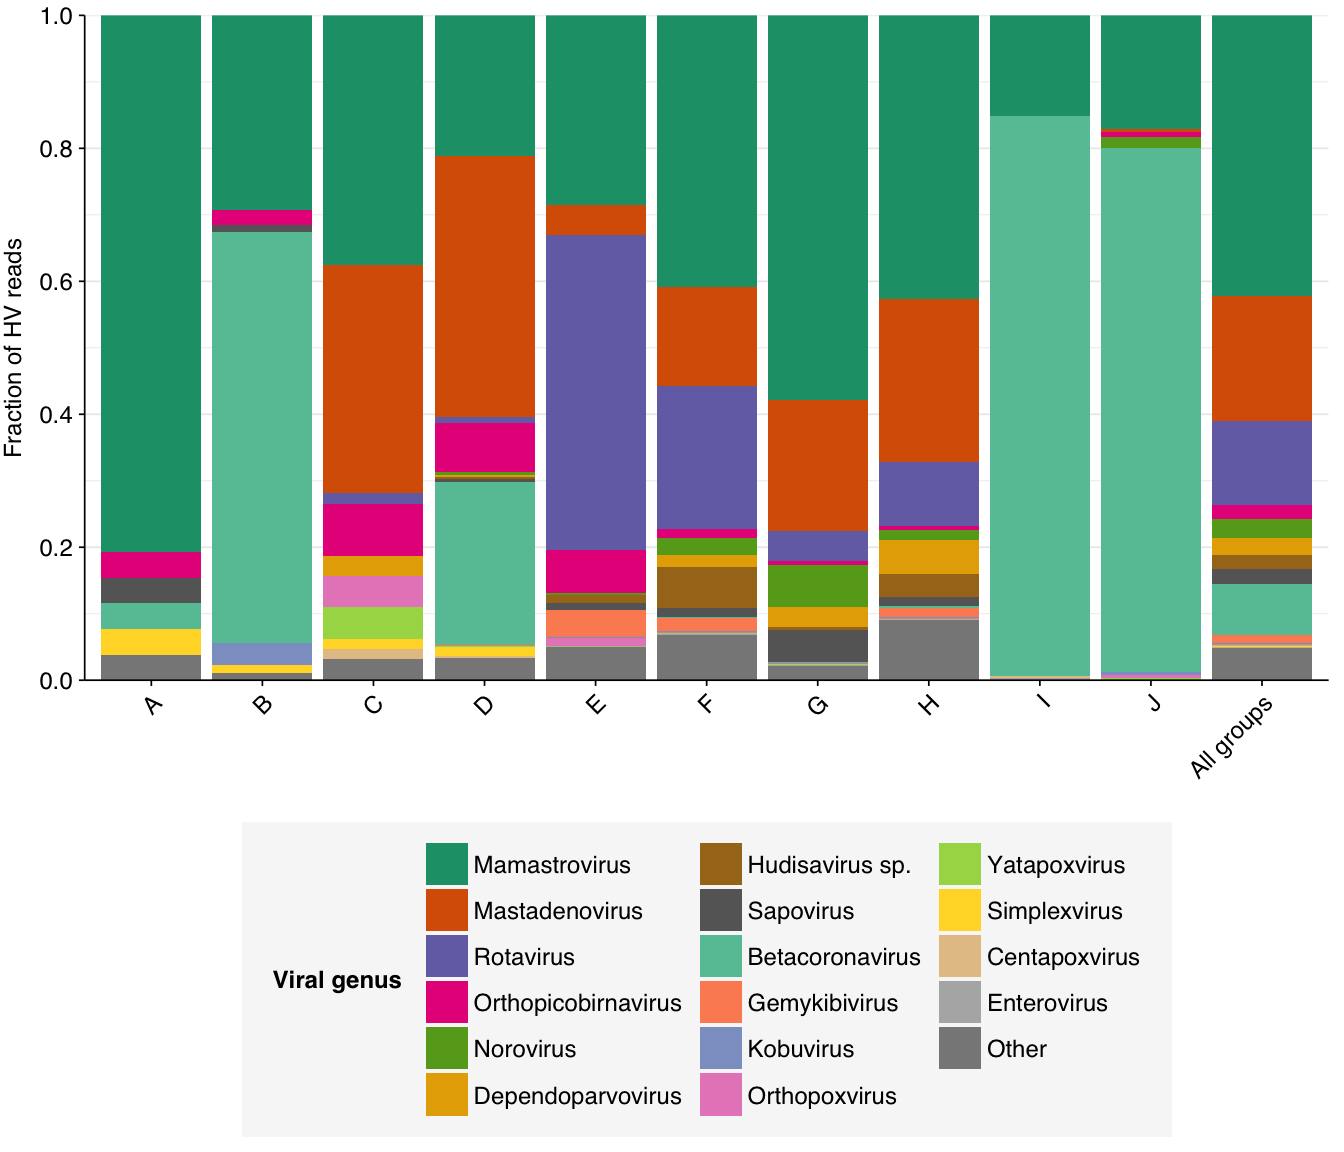 Fraction of HV reads
1.0
0.8
0.6
0.4
0.2
0.0
A
B
C
D
E
F
G
H
I
J
All groups
Viral genus
Mamastrovirus
Mastadenovirus
Rotavirus
Orthopicobirnavirus
Norovirus
Dependoparvovirus
Hudisavirus sp.
Sapovirus
Betacoronavirus
Gemykibivirus
Kobuvirus
Orthopoxvirus
Yatapoxvirus
Simplexvirus
Centapoxvirus
Enterovirus
Other